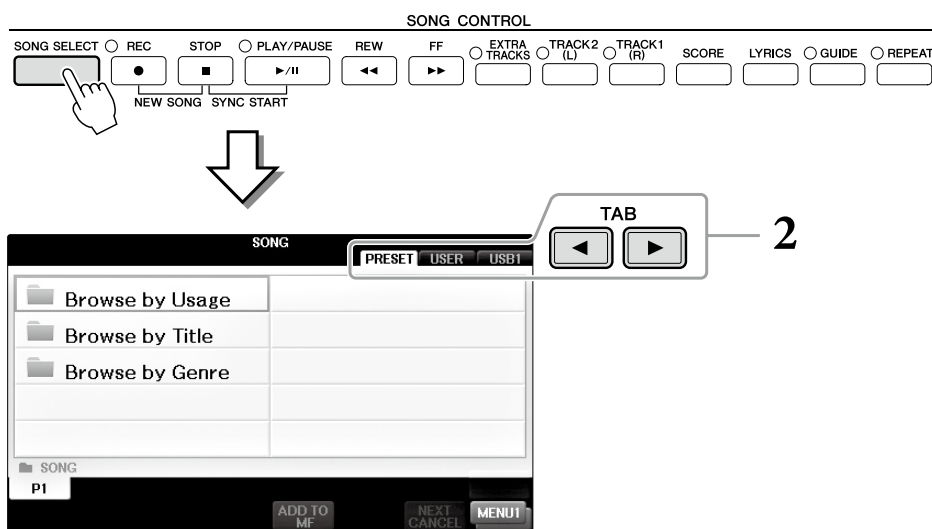 SONG CONTROL
SONG SELECT REC STOP PLAY/PAUSE REW FF EXTRA TRACKS TRACK2 (L) TRACK1 (R) SCORE LYRICS GUIDE REPEAT
NEW SONG SYNC START
TAB
2
SONG
PRESET USER USB1
Browse by Usage
Browse by Title
Browse by Genre
SONG
P1
ADD TO MF
NEXT CANCEL
MENU1